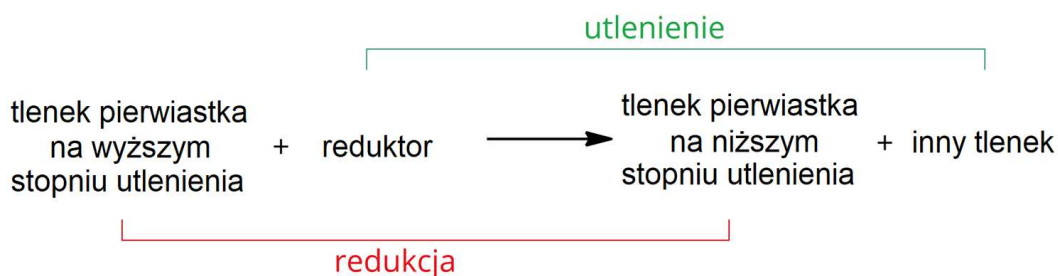 utlenienie
tlenek pierwiastka
na wyższym
stopniu utlenienia
+
reduktor
tlenek pierwiastka
na niższym
stopniu utlenienia
+
inny tlenek
redukcja